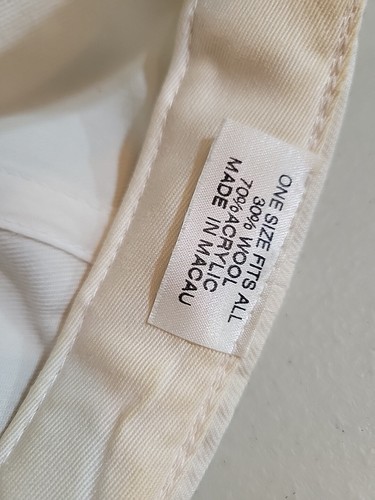 ONE SIZE FITS ALL
30% WOOL
70% ACRYLIC
MADE IN MACAU